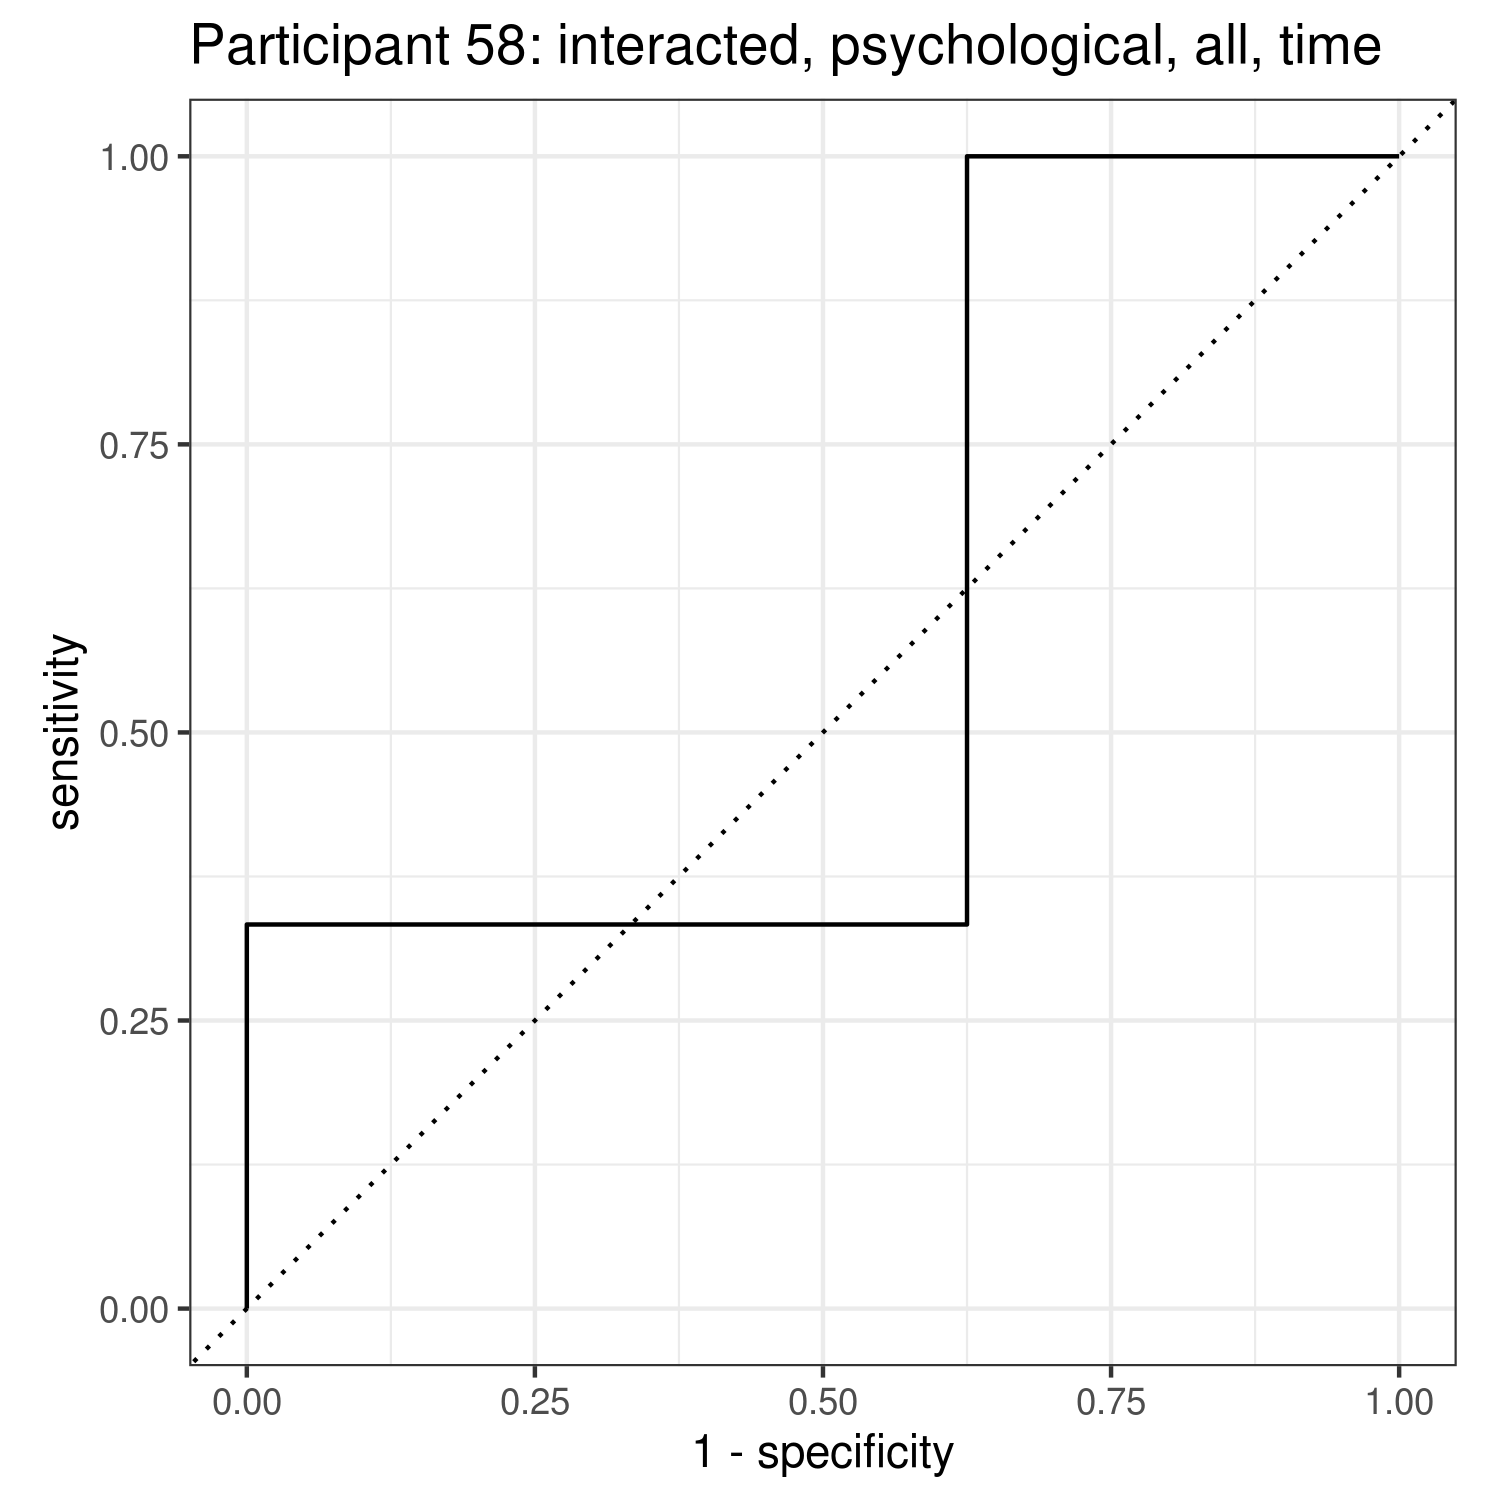 Participant 58: interacted, psychological, all, time
sensitivity
1.00
0.75
0.50
0.25
0.00
0.00 0.25 0.50 0.75 1.00
1 - specificity